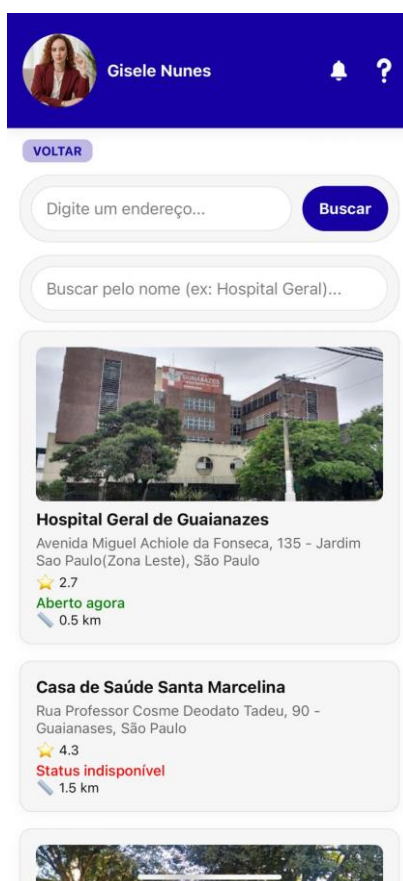 Gisele Nunes
VOLTAR
Digite um endereço...
Buscar
Buscar pelo nome (ex: Hospital Geral)...
GUAIANAZES
Hospital Geral de Guaianazes
Avenida Miguel Achiole da Fonseca, 135 - Jardim
Sao Paulo(Zona Leste), São Paulo
2.7
Aberto agora
0.5 km
Casa de Saúde Santa Marcelina
Rua Professor Cosme Deodato Tadeu, 90 -
Guaianases, São Paulo
4.3
Status indisponível
1.5 km